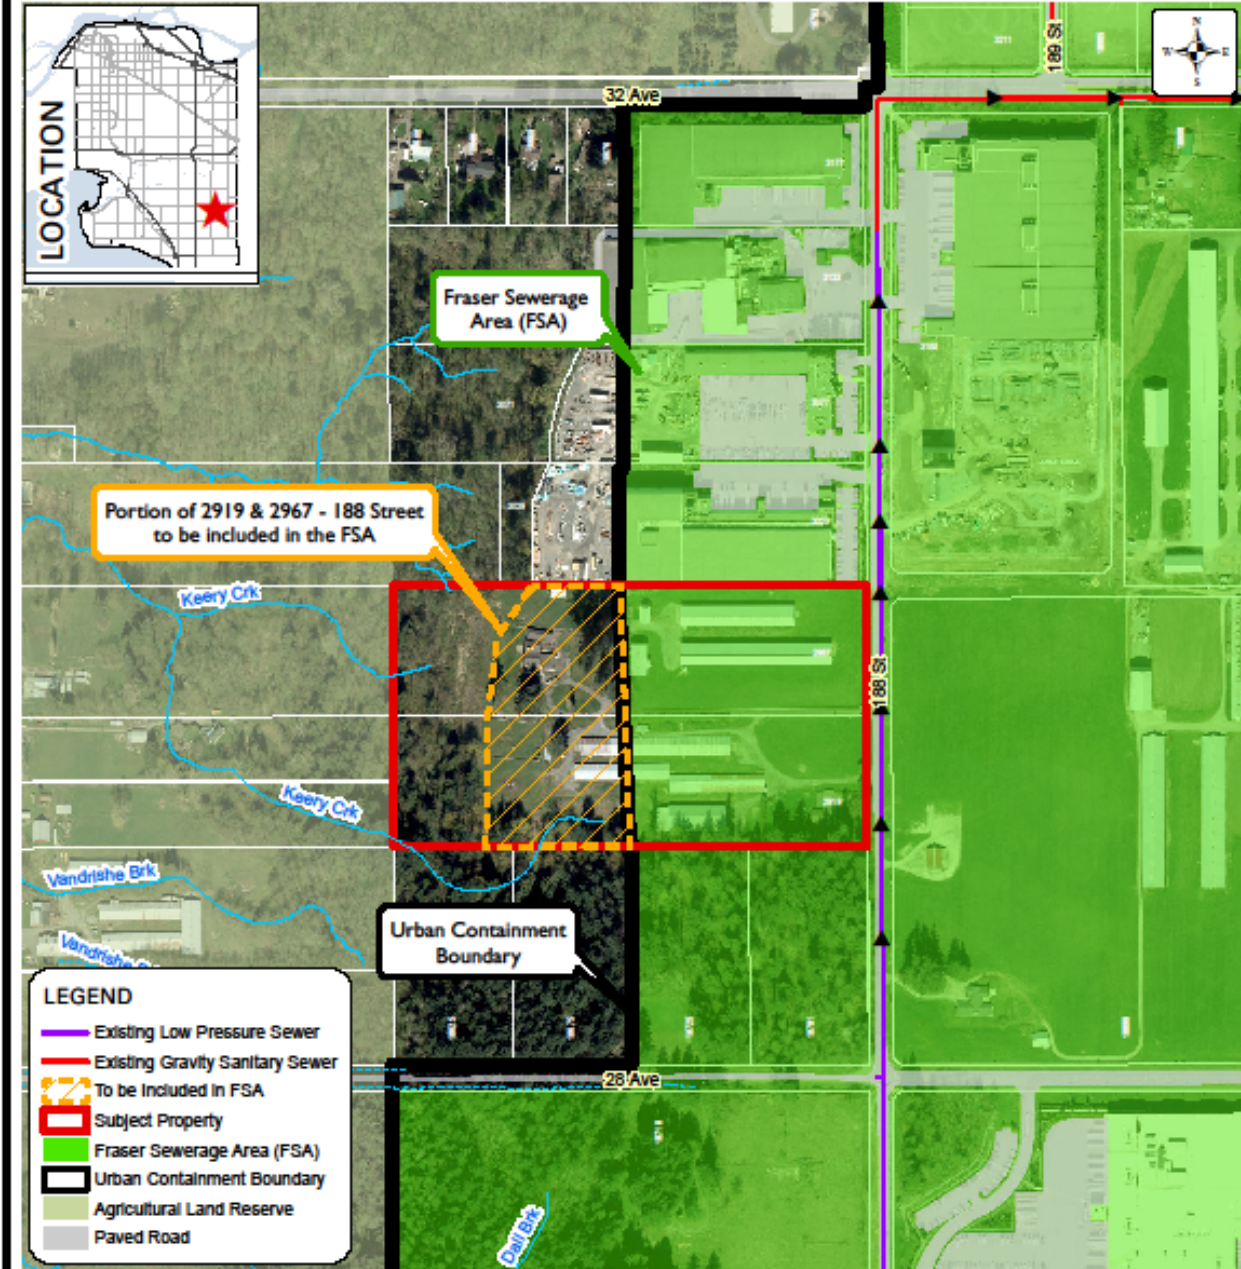 LOCATION
32 Ave
189 St
N
W
E
S
Fraser Sewerage
Area (FSA)
Portion of 2919 & 2967 - 188 Street
to be included in the FSA
Keery Crk
188 St
Keery Crk
Vandrishe Brk
Urban Containment
Boundary
28 Ave
Dall Brk
LEGEND
Existing Low Pressure Sewer
Existing Gravity Sanitary Sewer
To be Included in FSA
Subject Property
Fraser Sewerage Area (FSA)
Urban Containment Boundary
Agricultural Land Reserve
Paved Road